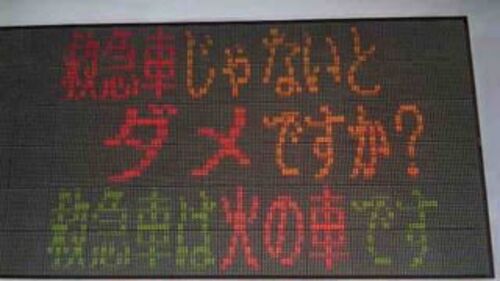 救急車じゃないと
ダメですか?
救急車は火の車です